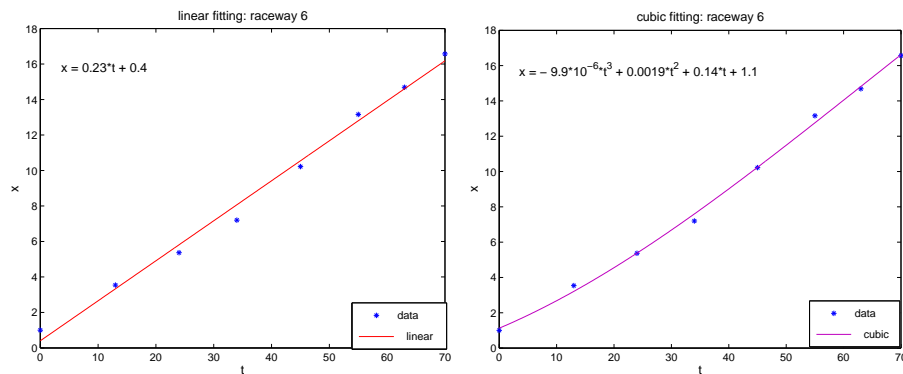 linear fitting: raceway 6
18
16
14
12
10
8
6
4
2
0
x
x = 0.23*t + 0.4
data
linear
0 10 20 30 40 50 60 70
t
cubic fitting: raceway 6
18
16
14
12
10
8
6
4
2
0
x
x = − 9.9*10⁻⁶*t³ + 0.0019*t² + 0.14*t + 1.1
data
cubic
0 10 20 30 40 50 60 70
t